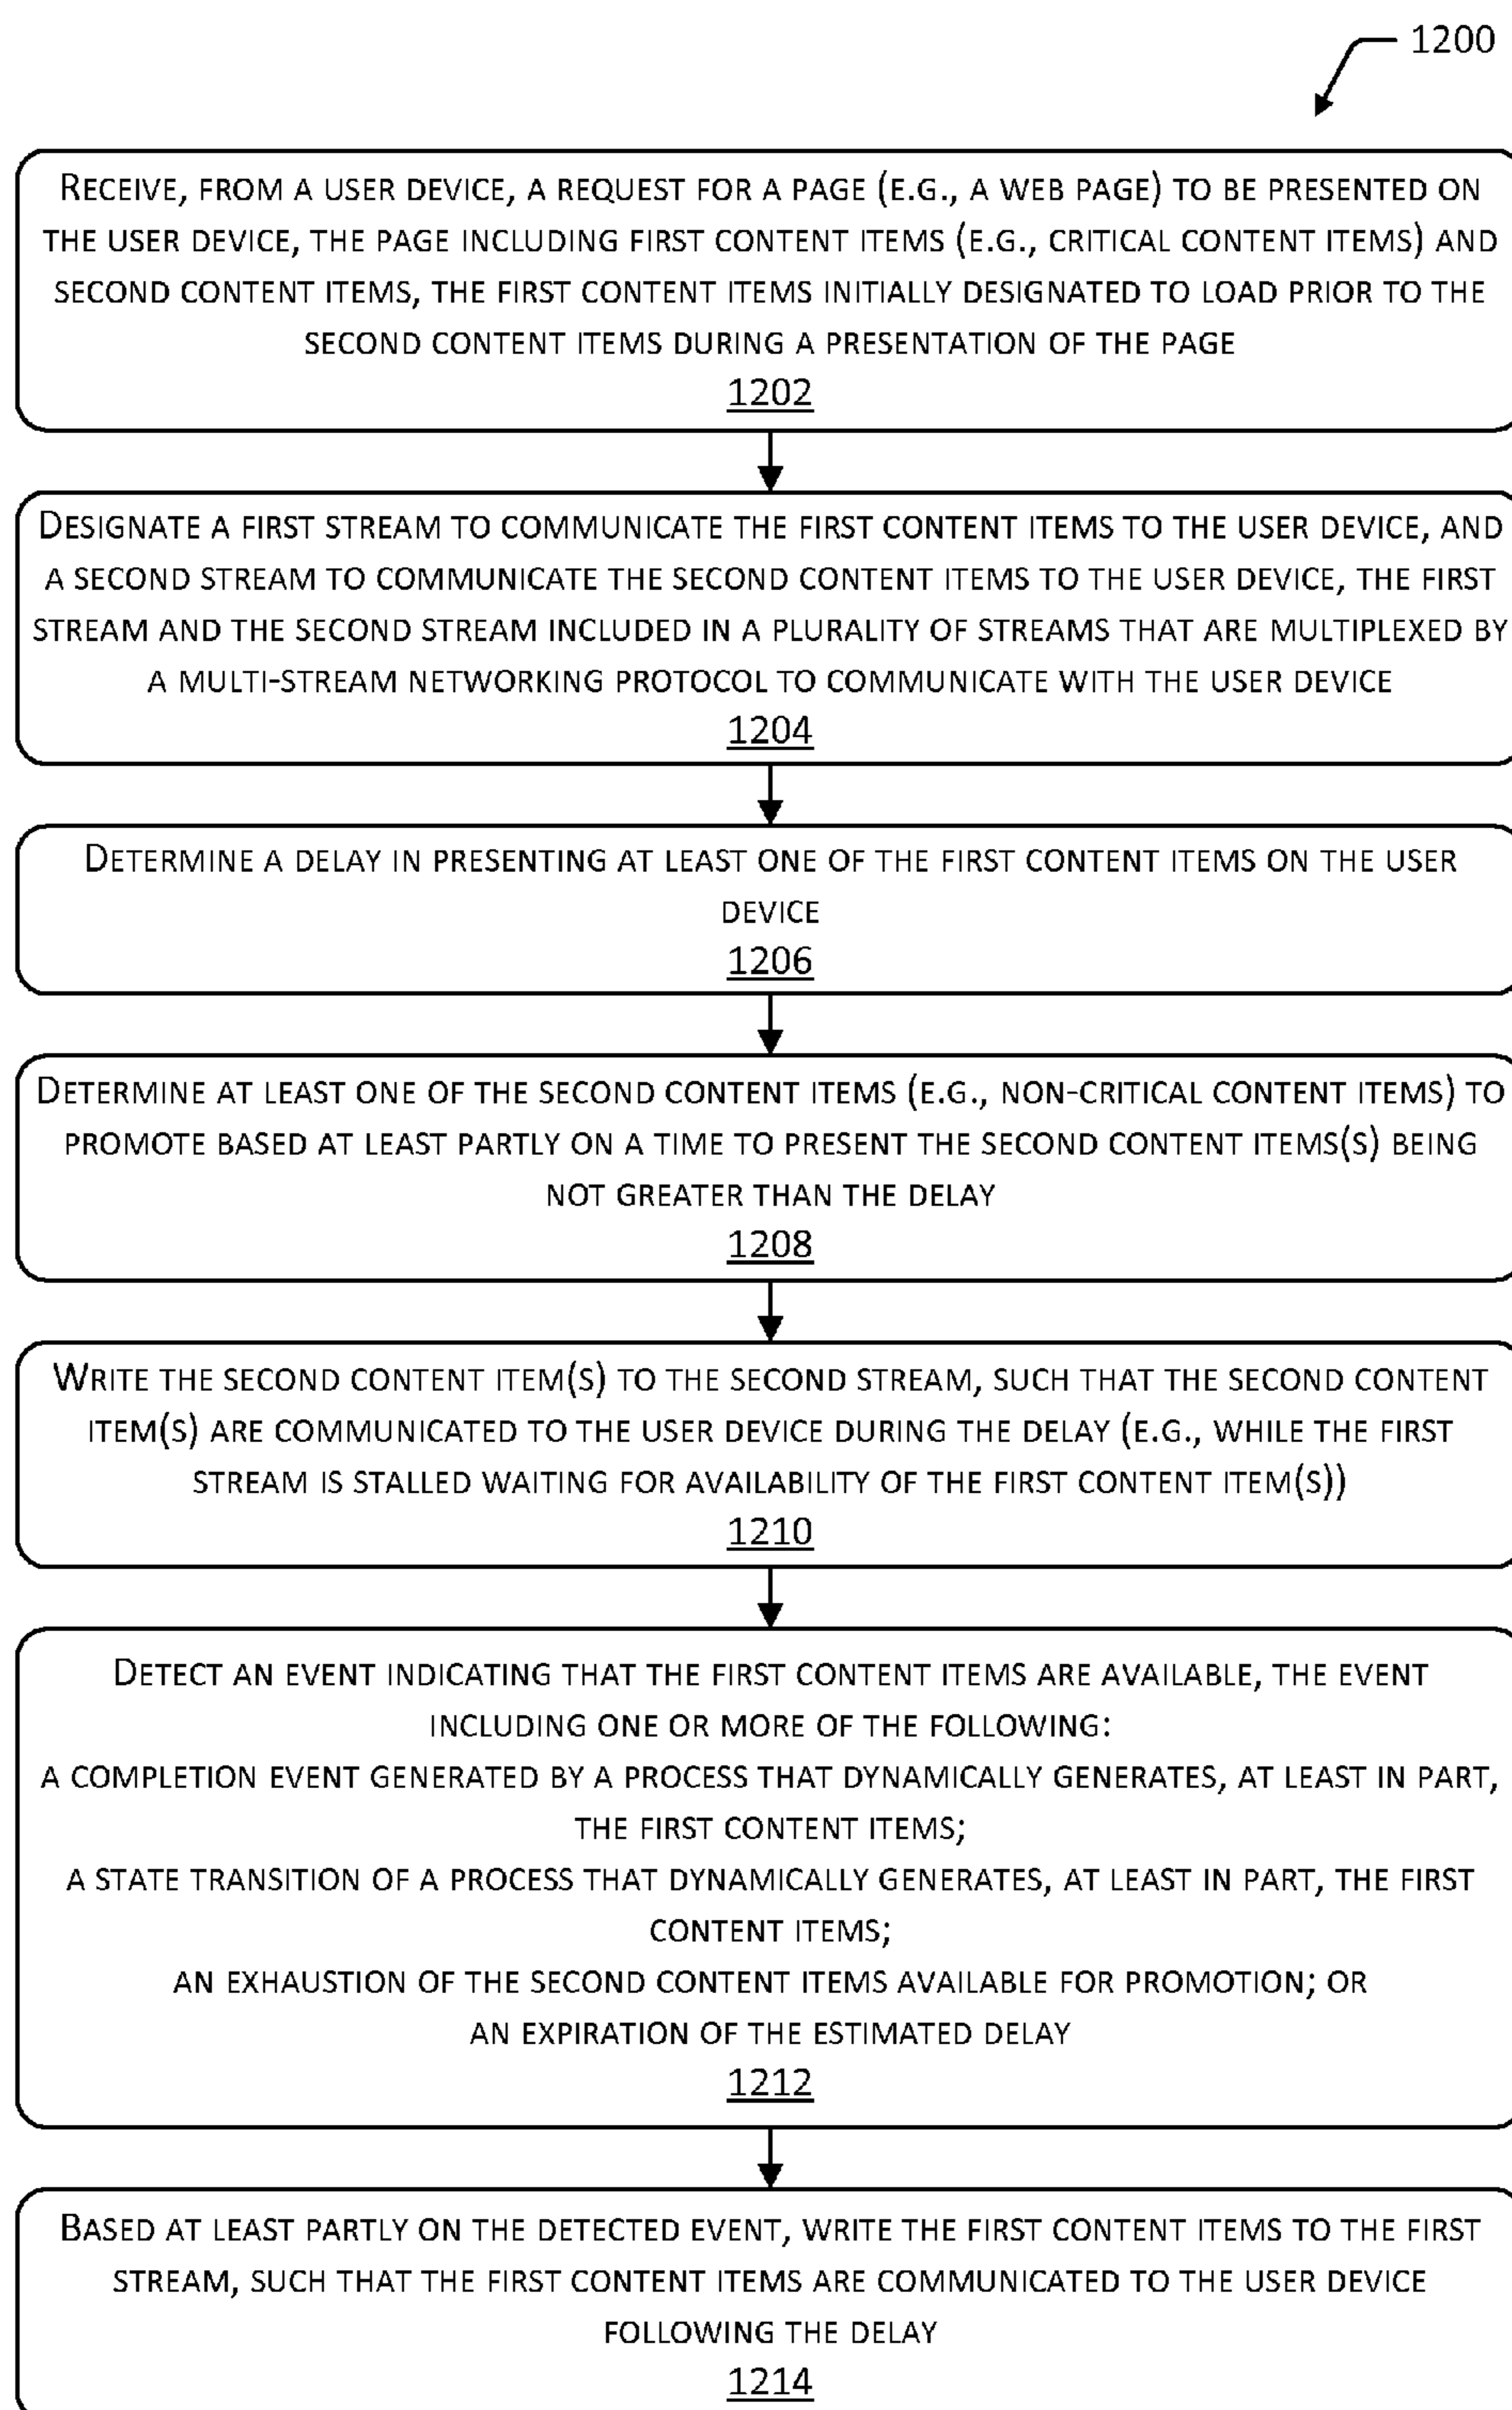 1200
RECEIVE, FROM A USER DEVICE, A REQUEST FOR A PAGE (E.G., A WEB PAGE) TO BE PRESENTED ON
THE USER DEVICE, THE PAGE INCLUDING FIRST CONTENT ITEMS (E.G., CRITICAL CONTENT ITEMS) AND
SECOND CONTENT ITEMS, THE FIRST CONTENT ITEMS INITIALLY DESIGNATED TO LOAD PRIOR TO THE
SECOND CONTENT ITEMS DURING A PRESENTATION OF THE PAGE
1202
DESIGNATE A FIRST STREAM TO COMMUNICATE THE FIRST CONTENT ITEMS TO THE USER DEVICE, AND
A SECOND STREAM TO COMMUNICATE THE SECOND CONTENT ITEMS TO THE USER DEVICE, THE FIRST
STREAM AND THE SECOND STREAM INCLUDED IN A PLURALITY OF STREAMS THAT ARE MULTIPLEXED BY
A MULTI-STREAM NETWORKING PROTOCOL TO COMMUNICATE WITH THE USER DEVICE
1204
DETERMINE A DELAY IN PRESENTING AT LEAST ONE OF THE FIRST CONTENT ITEMS ON THE USER
DEVICE
1206
DETERMINE AT LEAST ONE OF THE SECOND CONTENT ITEMS (E.G., NON-CRITICAL CONTENT ITEMS) TO
PROMOTE BASED AT LEAST PARTLY ON A TIME TO PRESENT THE SECOND CONTENT ITEMS(S) BEING
NOT GREATER THAN THE DELAY
1208
WRITE THE SECOND CONTENT ITEM(S) TO THE SECOND STREAM, SUCH THAT THE SECOND CONTENT
ITEM(S) ARE COMMUNICATED TO THE USER DEVICE DURING THE DELAY (E.G., WHILE THE FIRST
STREAM IS STALLED WAITING FOR AVAILABILITY OF THE FIRST CONTENT ITEM(S))
1210
DETECT AN EVENT INDICATING THAT THE FIRST CONTENT ITEMS ARE AVAILABLE, THE EVENT
INCLUDING ONE OR MORE OF THE FOLLOWING:
A COMPLETION EVENT GENERATED BY A PROCESS THAT DYNAMICALLY GENERATES, AT LEAST IN PART,
THE FIRST CONTENT ITEMS;
A STATE TRANSITION OF A PROCESS THAT DYNAMICALLY GENERATES, AT LEAST IN PART, THE FIRST
CONTENT ITEMS;
AN EXHAUSTION OF THE SECOND CONTENT ITEMS AVAILABLE FOR PROMOTION; OR
AN EXPIRATION OF THE ESTIMATED DELAY
1212
BASED AT LEAST PARTLY ON THE DETECTED EVENT, WRITE THE FIRST CONTENT ITEMS TO THE FIRST
STREAM, SUCH THAT THE FIRST CONTENT ITEMS ARE COMMUNICATED TO THE USER DEVICE
FOLLOWING THE DELAY
1214